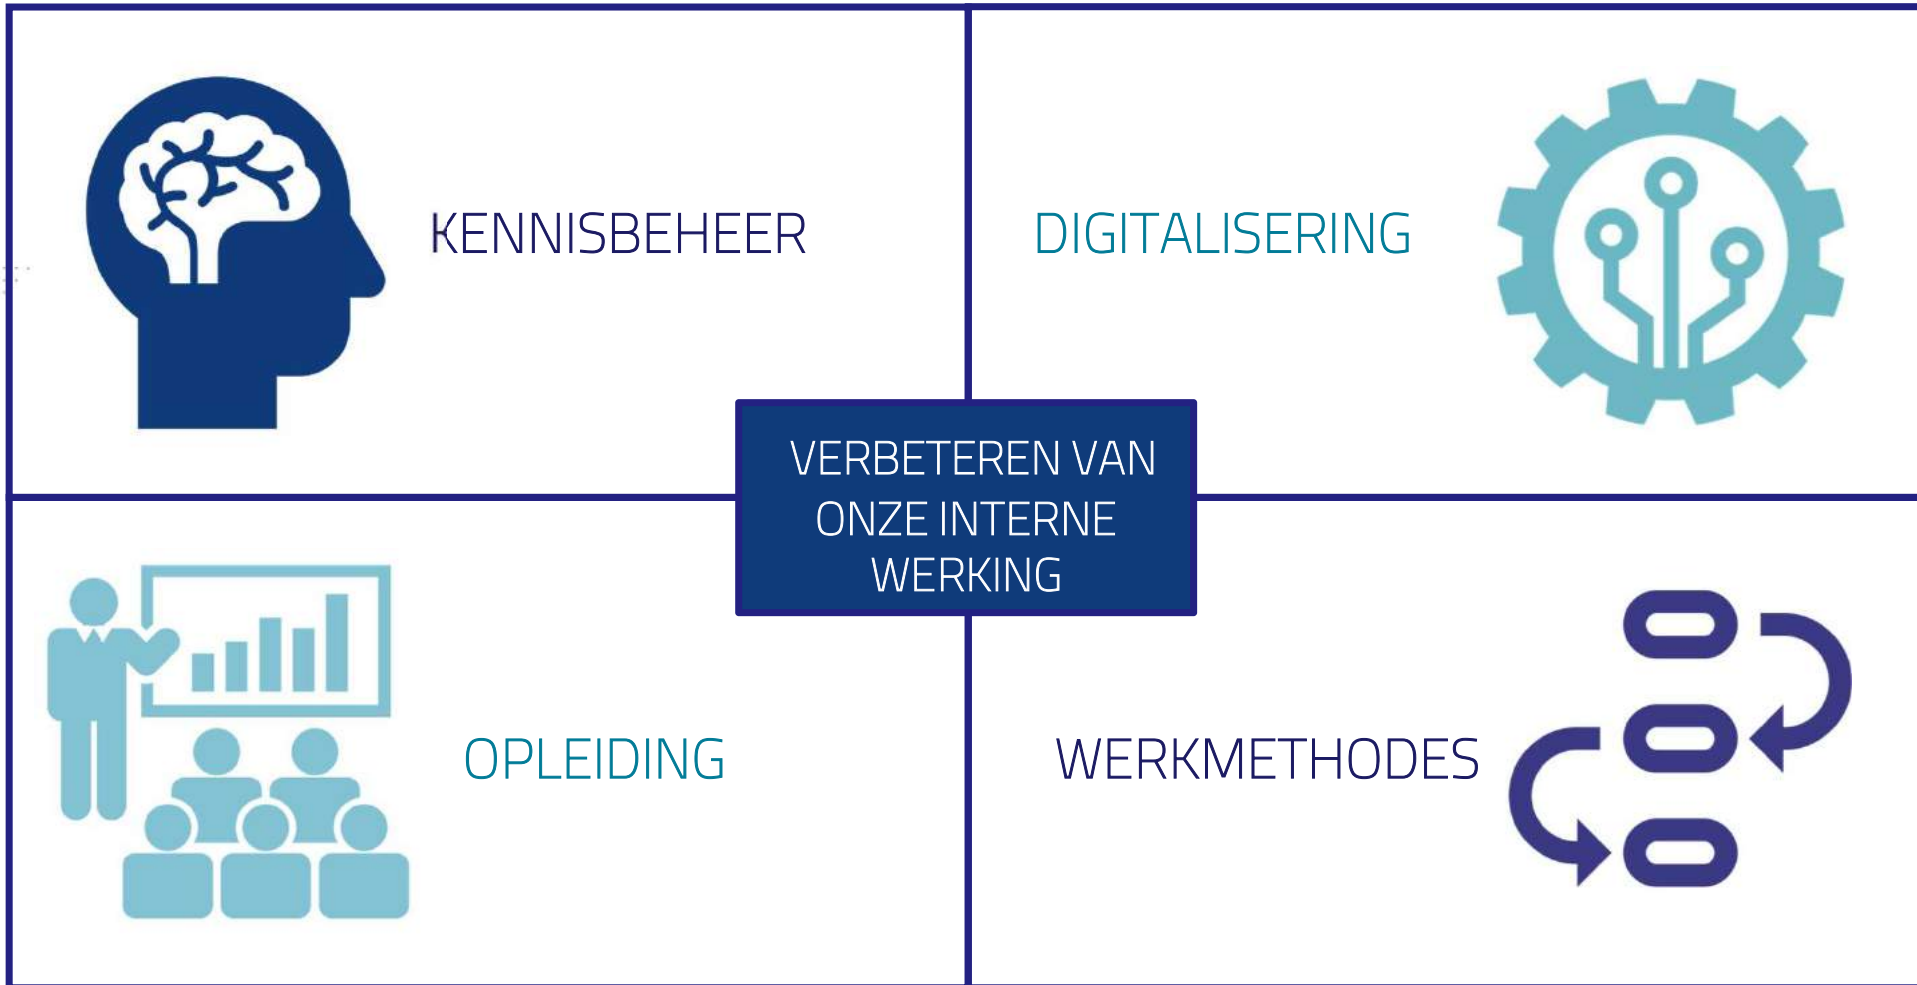 KENNISBEHEER
DIGITALISERING
VERBETEREN VAN
ONZE INTERNE
WERKING
OPLEIDING
WERKMETHODES